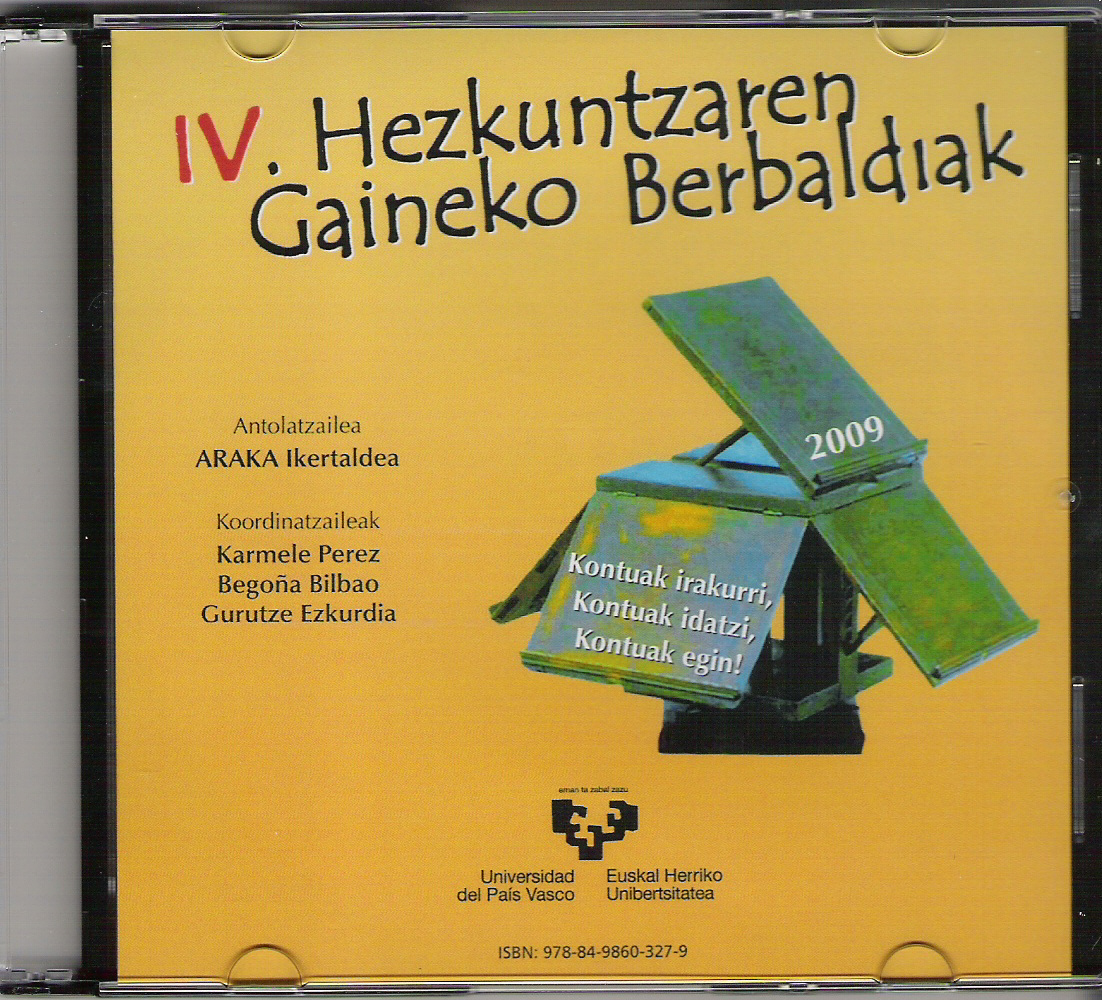 IV. Hezkuntzaren
Gaineko Berbaldiak
2009
Antolatzailea
ARAKA Ikertaldea
Koordinatzaileak
Karmele Perez
Begoña Bilbao
Gurutze Ezkurdia
Kontuak irakurri,
Kontuak idatzi,
Kontuak egin!
eman ta zabal zazu
Universidad
del País Vasco
Euskal Herriko
Unibertsitatea
ISBN: 978-84-9860-327-9